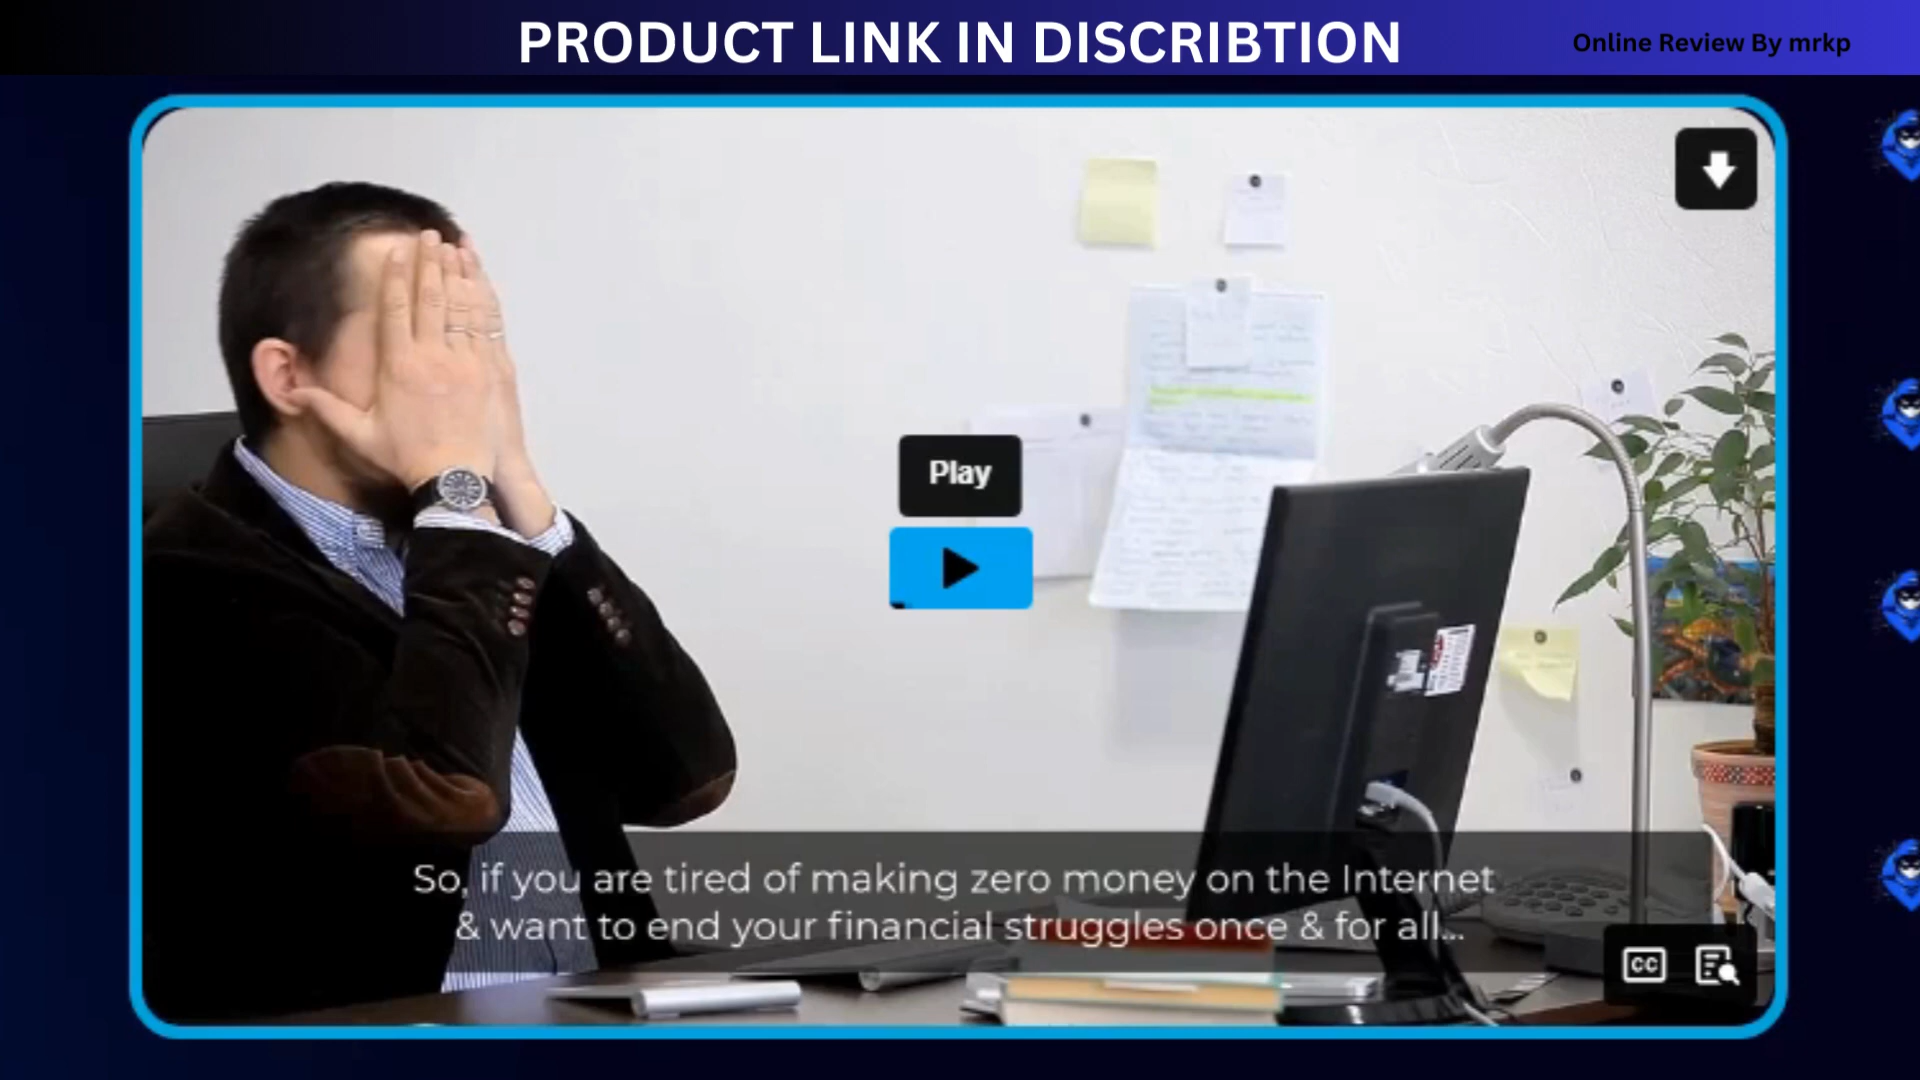 PRODUCT LINK IN DISCRIBTION
Online Review By mrkp
Play
So, if you are tired of making zero money on the Internet
& want to end your financial struggles once & for all...
CC